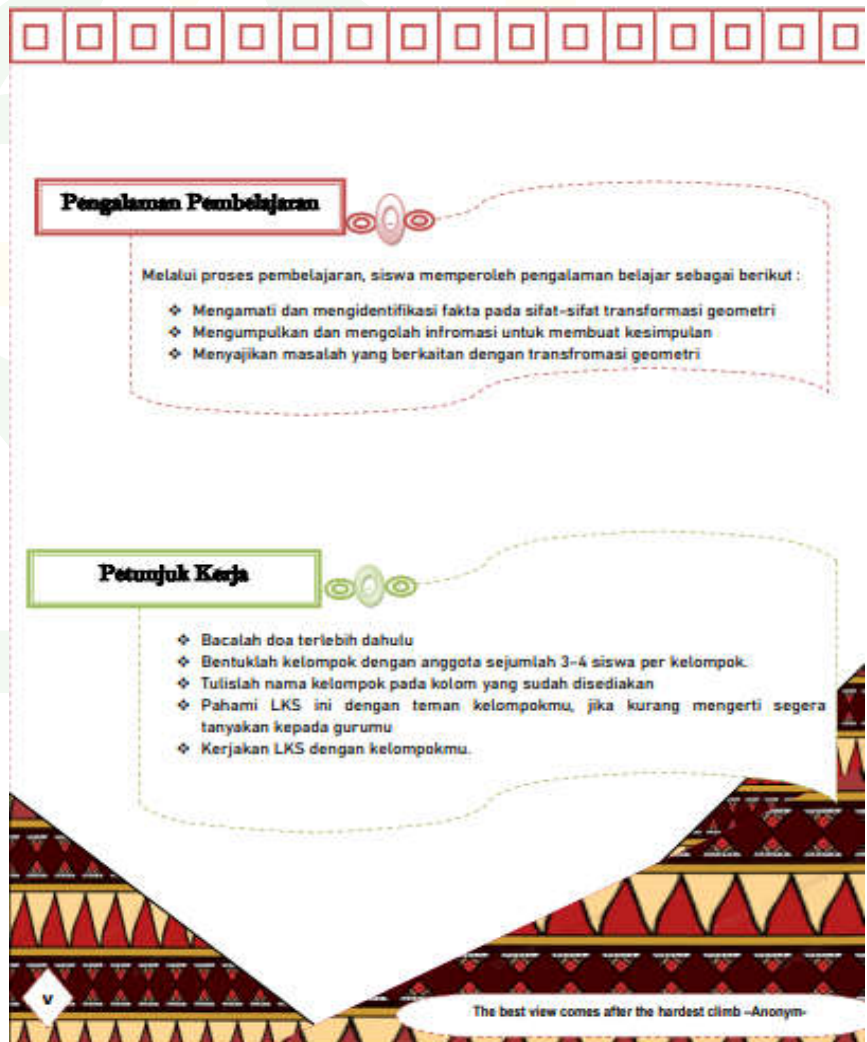 Pengalaman Pembelajaran
Melalui proses pembelajaran, siswa memperoleh pengalaman belajar sebagai berikut :
❖ Mengamati dan mengidentifikasi fakta pada sifat-sifat transformasi geometri
❖ Mengumpulkan dan mengolah infromasi untuk membuat kesimpulan
❖ Menyajikan masalah yang berkaitan dengan transfromasi geometri
Petunjuk Kerja
❖ Bacalah doa terlebih dahulu
❖ Bentuklah kelompok dengan anggota sejumlah 3-4 siswa per kelompok.
❖ Tulislah nama kelompok pada kolom yang sudah disediakan
❖ Pahami LKS ini dengan teman kelompokmu, jika kurang mengerti segera
tanyakan kepada gurumu
❖ Kerjakan LKS dengan kelompokmu.
v
The best view comes after the hardest climb –Anonym-